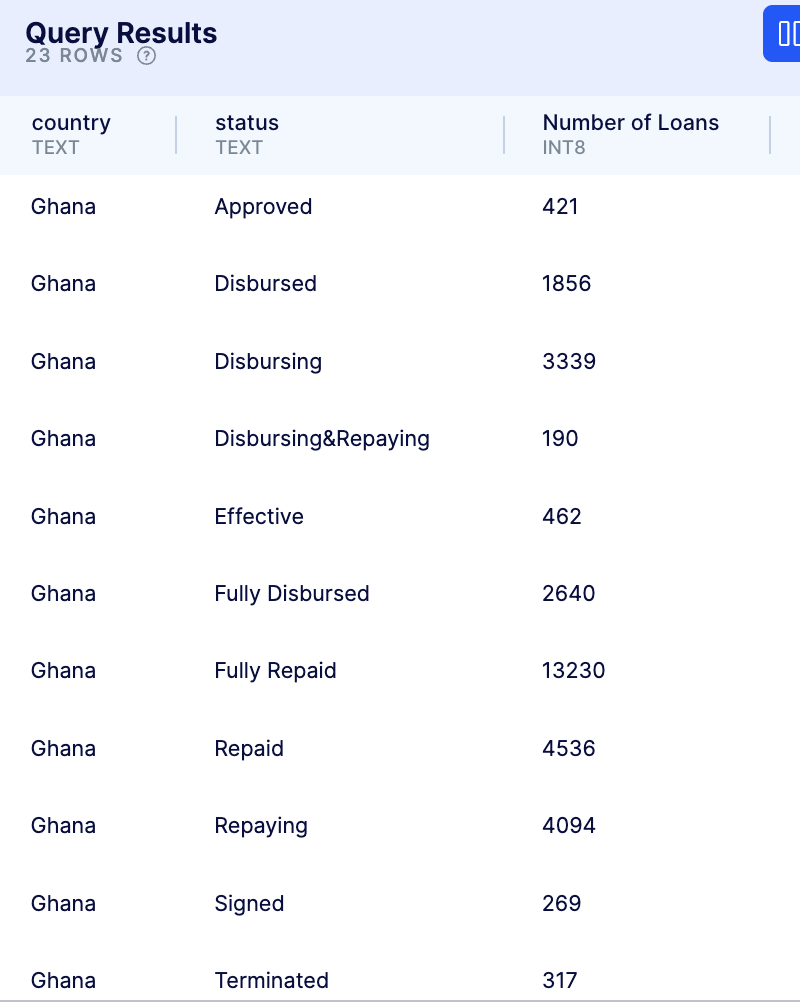 Query Results
23 ROWS ?
country status Number of Loans
TEXT TEXT INT8
Ghana Approved 421
Ghana Disbursed 1856
Ghana Disbursing 3339
Ghana Disbursing&Repaying 190
Ghana Effective 462
Ghana Fully Disbursed 2640
Ghana Fully Repaid 13230
Ghana Repaid 4536
Ghana Repaying 4094
Ghana Signed 269
Ghana Terminated 317